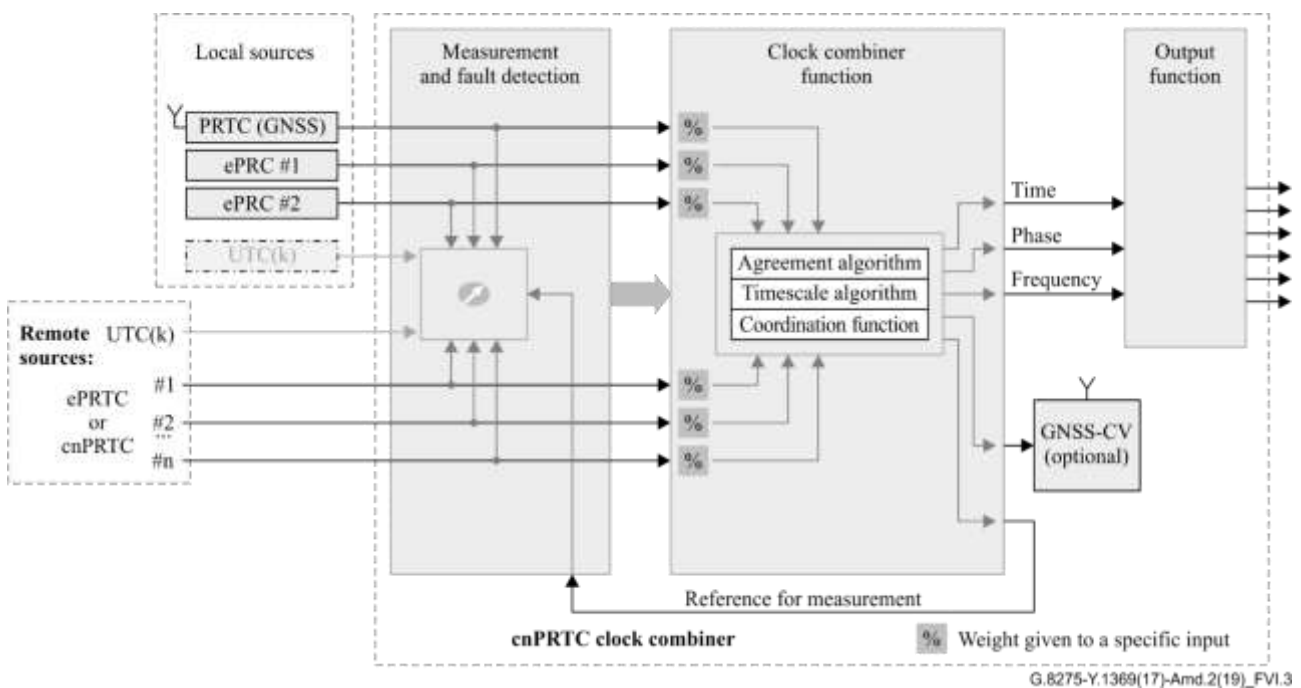 Local sources
Measurement
and fault detection
Clock combiner
function
Output
function
PRTC (GNSS)
ePRC #1
ePRC #2
UTC(k)
%
%
%
Time
Phase
Frequency
Agreement algorithm
Timescale algorithm
Coordination function
Remote
sources:
UTC(k)
ePRTC
or
cnPRTC
#1
#2
...
#n
%
%
%
GNSS-CV
(optional)
Reference for measurement
cnPRTC clock combiner
% Weight given to a specific input
G.8275-Y.1369(17)-Amd.2(19)_FVI.3